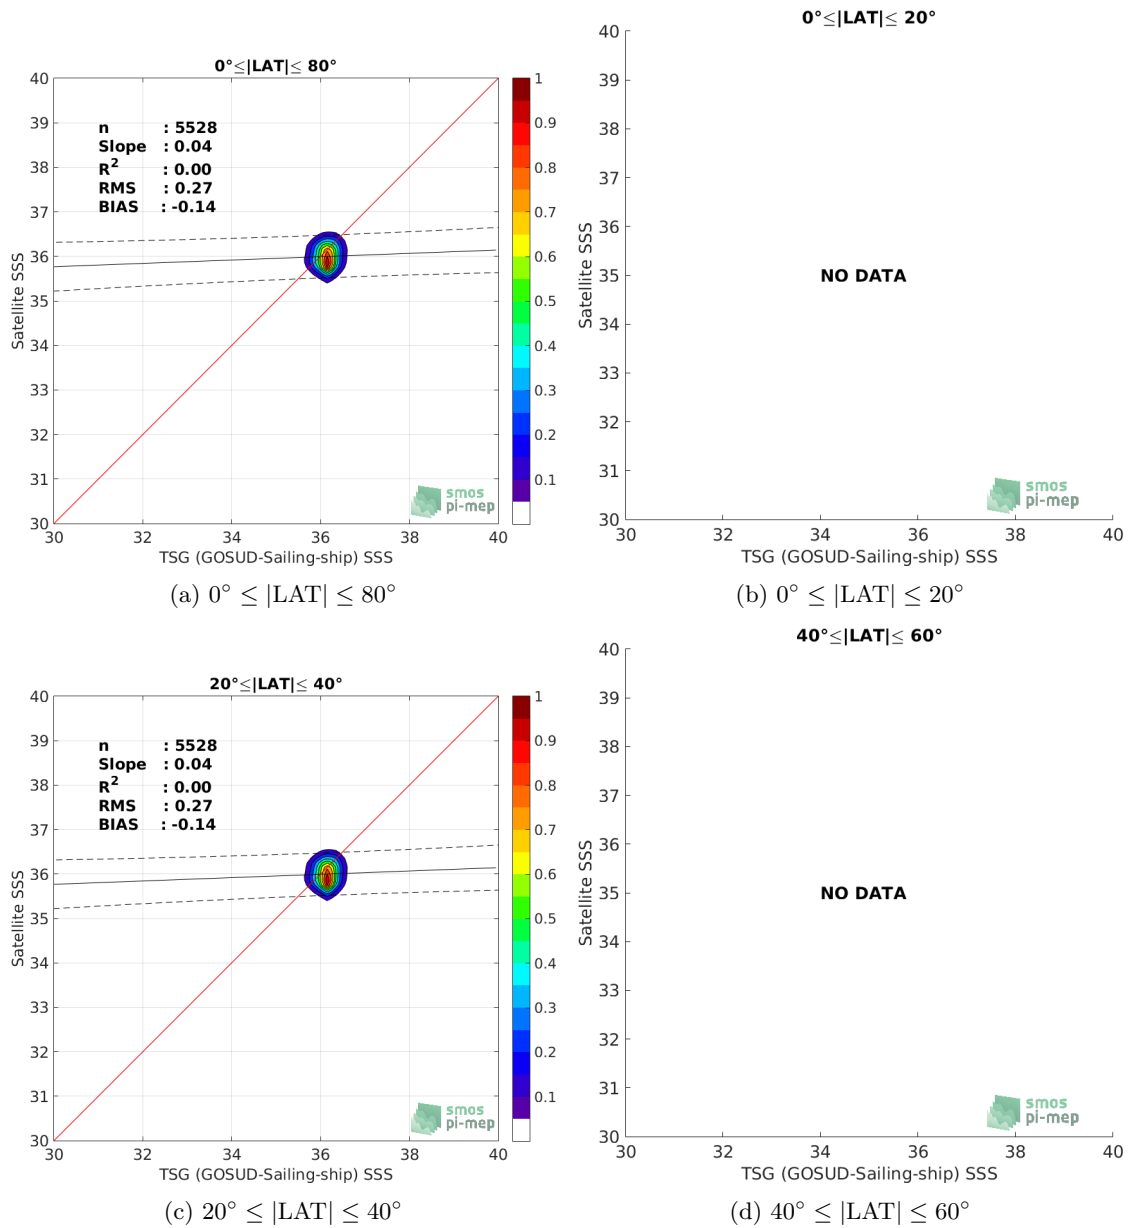 0°≤|LAT|≤ 80°
40
39
38
37
36
35
34
33
32
31
30
Satellite SSS
n : 5528
Slope : 0.04
R² : 0.00
RMS : 0.27
BIAS : -0.14
smos
pi-mep
30 32 34 36 38 40
TSG (GOSUD-Sailing-ship) SSS
1
0.9
0.8
0.7
0.6
0.5
0.4
0.3
0.2
0.1
(a) 0° ≤ |LAT| ≤ 80°
0°≤|LAT|≤ 20°
40
39
38
37
36
35
34
33
32
31
30
Satellite SSS
NO DATA
smos
pi-mep
30 32 34 36 38 40
TSG (GOSUD-Sailing-ship) SSS
(b) 0° ≤ |LAT| ≤ 20°
20°≤|LAT|≤ 40°
40
39
38
37
36
35
34
33
32
31
30
Satellite SSS
n : 5528
Slope : 0.04
R² : 0.00
RMS : 0.27
BIAS : -0.14
smos
pi-mep
30 32 34 36 38 40
TSG (GOSUD-Sailing-ship) SSS
1
0.9
0.8
0.7
0.6
0.5
0.4
0.3
0.2
0.1
(c) 20° ≤ |LAT| ≤ 40°
40°≤|LAT|≤ 60°
40
39
38
37
36
35
34
33
32
31
30
Satellite SSS
NO DATA
smos
pi-mep
30 32 34 36 38 40
TSG (GOSUD-Sailing-ship) SSS
(d) 40° ≤ |LAT| ≤ 60°